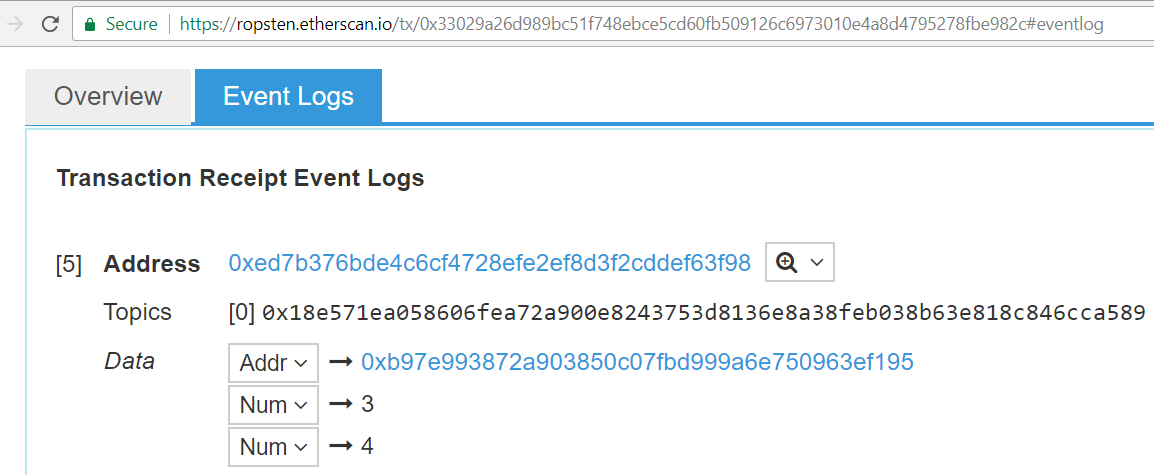 Secure https://ropsten.etherscan.io/tx/0x33029a26d989bc51f748ebce5cd60fb509126c6973010e4a8d4795278fbe982c#eventlog
Overview Event Logs
Transaction Receipt Event Logs
[5] Address 0xed7b376bde4c6cf4728efe2ef8d3f2cddef63f98
Topics [0] 0x18e571ea058606fea72a900e8243753d8136e8a38feb038b63e818c846cca589
Data Addr → 0xb97e993872a903850c07fbd999a6e750963ef195
Num → 3
Num → 4